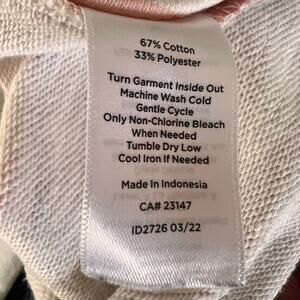 67% Cotton
33% Polyester
Turn Garment Inside Out
Machine Wash Cold
Gentle Cycle
Only Non-Chlorine Bleach
When Needed
Tumble Dry Low
Cool Iron If Needed
Made In Indonesia
CA# 23147
ID2726 03/22